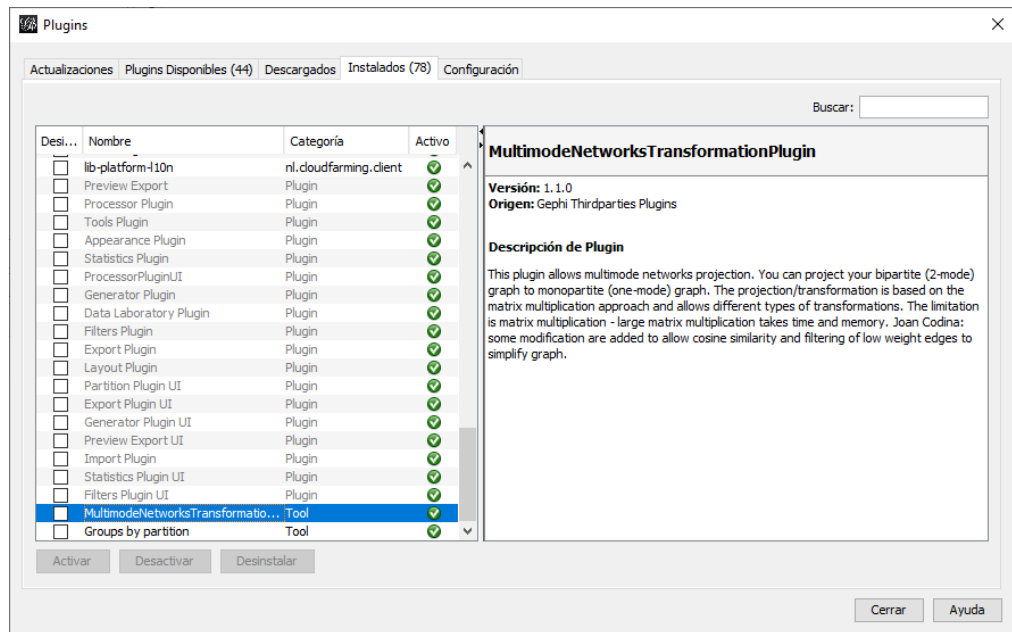 Plugins
Actualizaciones Plugins Disponibles (44) Descargados Instalados (78) Configuración
Buscar:
Desi... Nombre Categoría Activo
lib-platform-l10n nl.cloudfarming.client
Preview Export Plugin
Processor Plugin Plugin
Tools Plugin Plugin
Appearance Plugin Plugin
Statistics Plugin Plugin
ProcessorPluginUI Plugin
Generator Plugin Plugin
Data Laboratory Plugin Plugin
Filters Plugin Plugin
Export Plugin Plugin
Layout Plugin Plugin
Partition Plugin UI Plugin
Export Plugin UI Plugin
Generator Plugin UI Plugin
Preview Export UI Plugin
Import Plugin Plugin
Statistics Plugin UI Plugin
Filters Plugin UI Plugin
MultimodeNetworksTransformatio... Tool
Groups by partition Tool
MultimodeNetworksTransformationPlugin
Versión: 1.1.0
Origen: Gephi Thirdparties Plugins
Descripción de Plugin
This plugin allows multimode networks projection. You can project your bipartite (2-mode)
graph to monopartite (one-mode) graph. The projection/transformation is based on the
matrix multiplication approach and allows different types of transformations. The limitation
is matrix multiplication - large matrix multiplication takes time and memory. Joan Codina:
some modification are added to allow cosine similarity and filtering of low weight edges to
simplify graph.
Activar Desactivar Desinstalar
Cerrar Ayuda